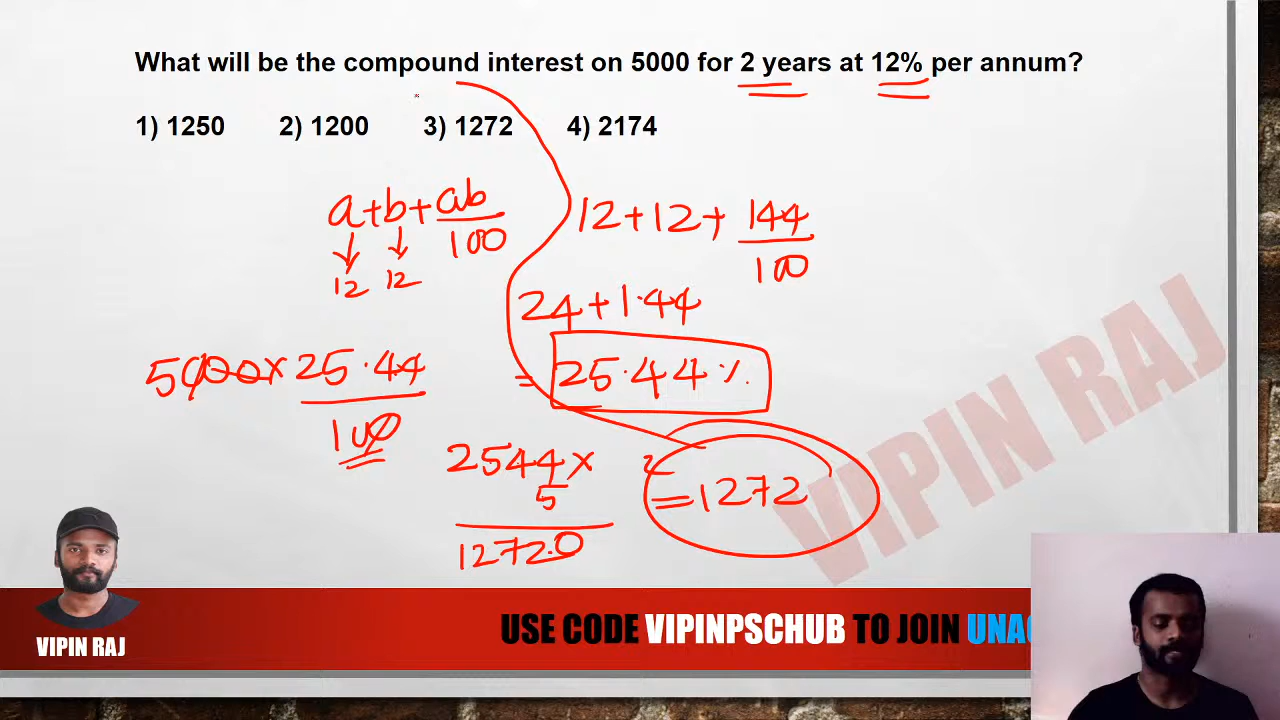 What will be the compound interest on 5000 for 2 years at 12% per annum?
1) 1250 2) 1200 3) 1272 4) 2174
a+b+ab/100
12 12
12+12+144/100
24+1.44
=25.44%
5000×25.44/100
2544×
5
1272.0
=
=1272
VIPIN RAJ
VIPIN RAJ
USE CODE VIPINPSCHUB TO JOIN UNAC